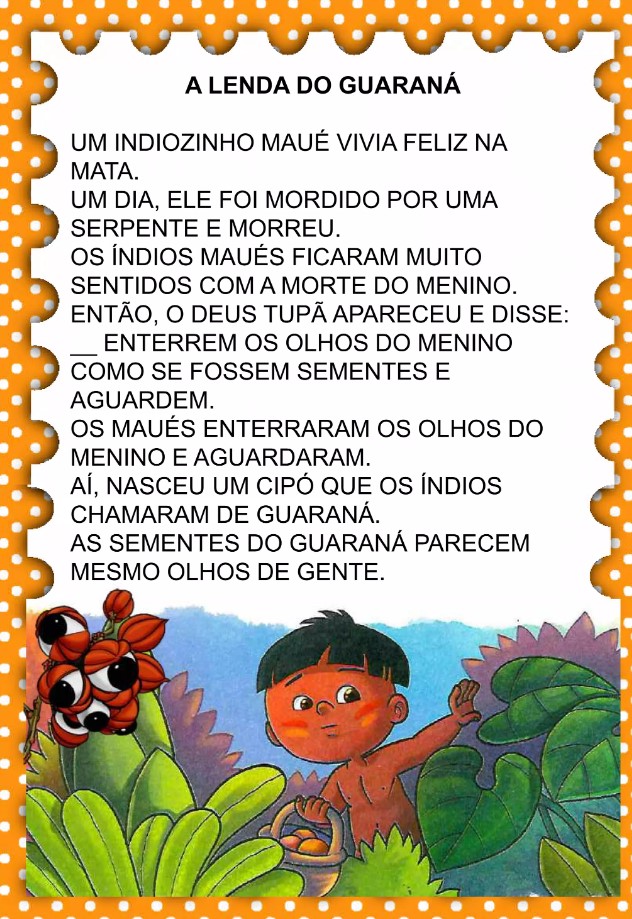 A LENDA DO GUARANÁ
UM INDIOZINHO MAUÉ VIVIA FELIZ NA
MATA.
UM DIA, ELE FOI MORDIDO POR UMA
SERPENTE E MORREU.
OS ÍNDIOS MAUÉS FICARAM MUITO
SENTIDOS COM A MORTE DO MENINO.
ENTÃO, O DEUS TUPÃ APARECEU E DISSE:
__ ENTERREM OS OLHOS DO MENINO
COMO SE FOSSEM SEMENTES E
AGUARDEM.
OS MAUÉS ENTERRARAM OS OLHOS DO
MENINO E AGUARDARAM.
AÍ, NASCEU UM CIPÓ QUE OS ÍNDIOS
CHAMARAM DE GUARANÁ.
AS SEMENTES DO GUARANÁ PARECEM
MESMO OLHOS DE GENTE.